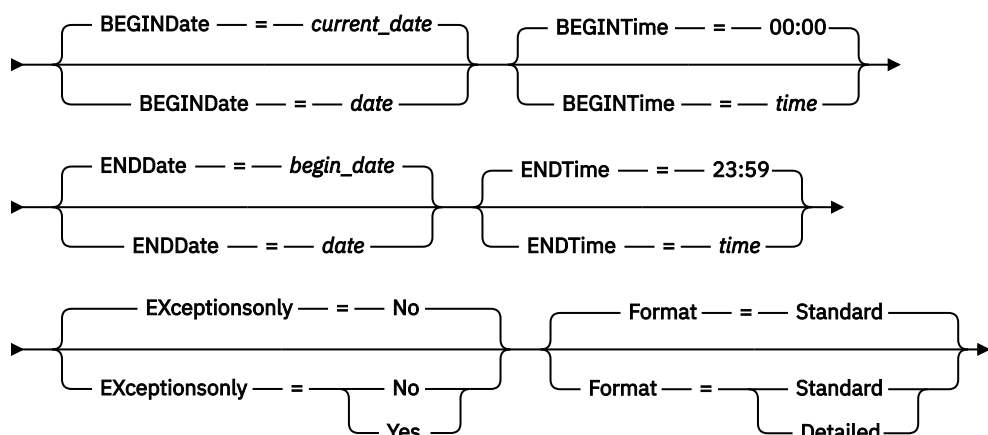 BEGINDate = current_date BEGINTime = 00:00
BEGINDate = date BEGINTime = time
ENDDate = begin_date ENDTime = 23:59
ENDDate = date ENDTime = time
EXceptionsonly = No Format = Standard
EXceptionsonly = No Format = Standard
Yes Detailed